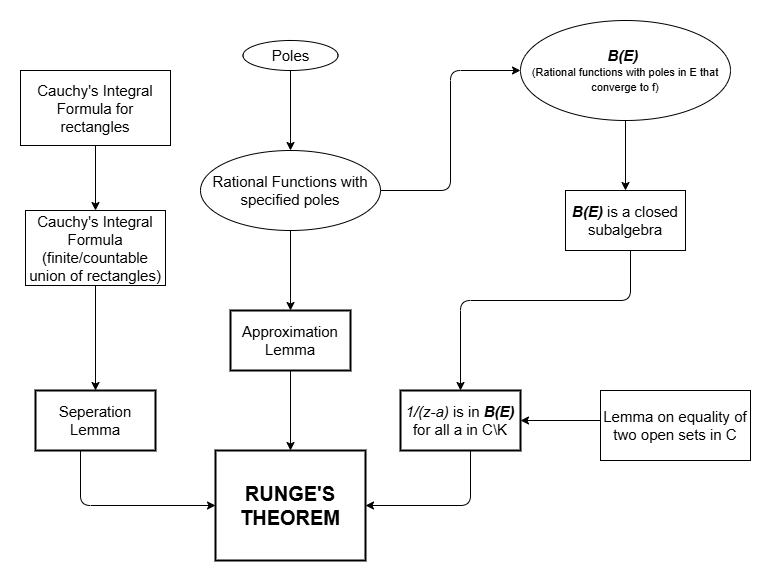 Poles
B(E)
(Rational functions with poles in E that
converge to f)
Cauchy's Integral
Formula for
rectangles
Rational Functions with
specified poles
Cauchy's Integral
Formula
(finite/countable
union of rectangles)
B(E) is a closed
subalgebra
Approximation
Lemma
Seperation
Lemma
1/(z-a) is in B(E)
for all a in C\K
Lemma on equality of
two open sets in C
RUNGE'S
THEOREM